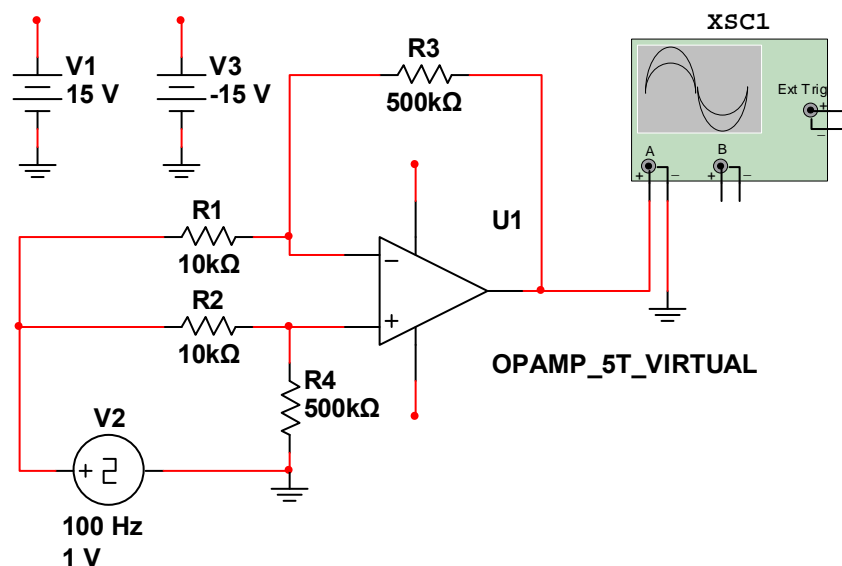 XSC1
V1
15 V
V3
-15 V
R3
500kΩ
Ext Trig
+
−
A
B
+ −
+ −
R1
10kΩ
U1
−
R2
10kΩ
+
R4
500kΩ
OPAMP_5T_VIRTUAL
V2
+
100 Hz
1 V